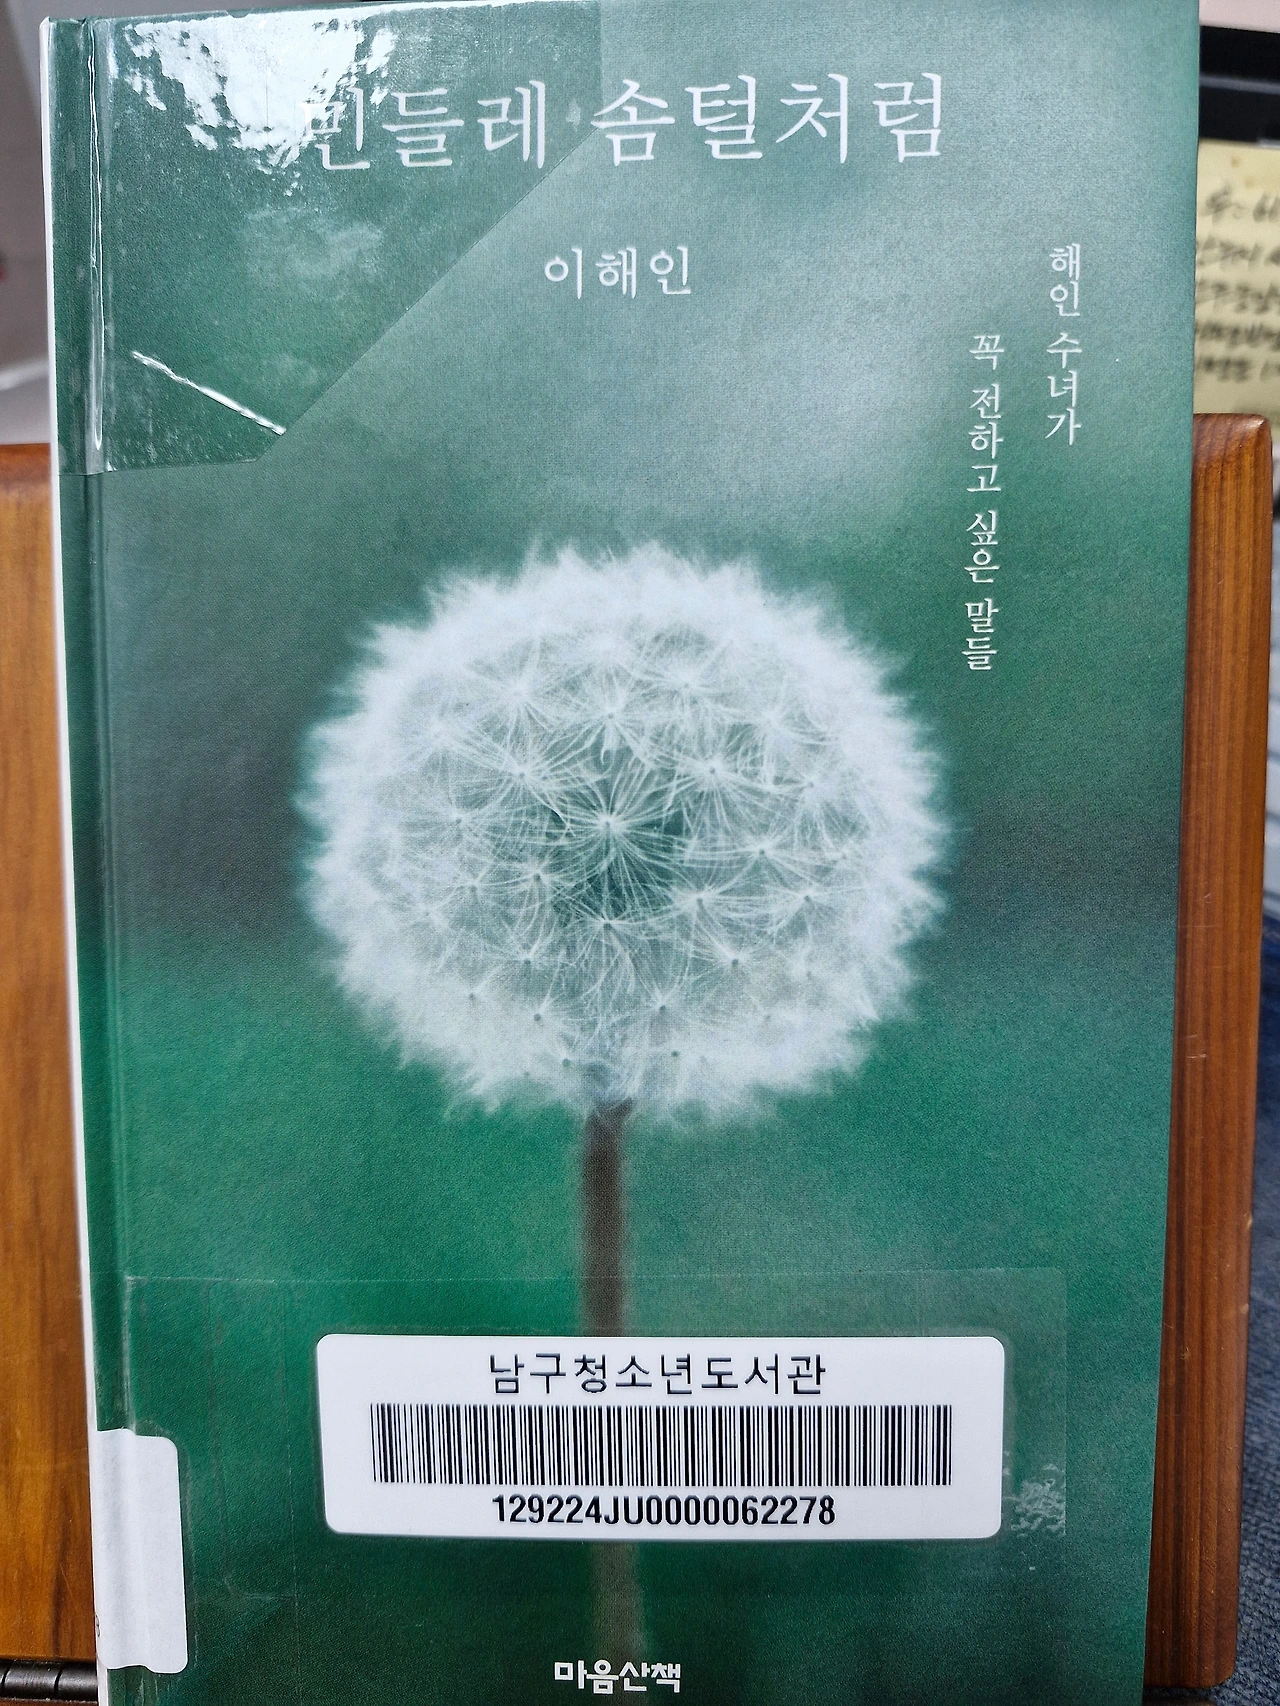 민들레 솜털처럼
이해인
해인 수녀가
꼭 전하고 싶은 말들
남구청소년도서관
129224JU0000062278
마음산책